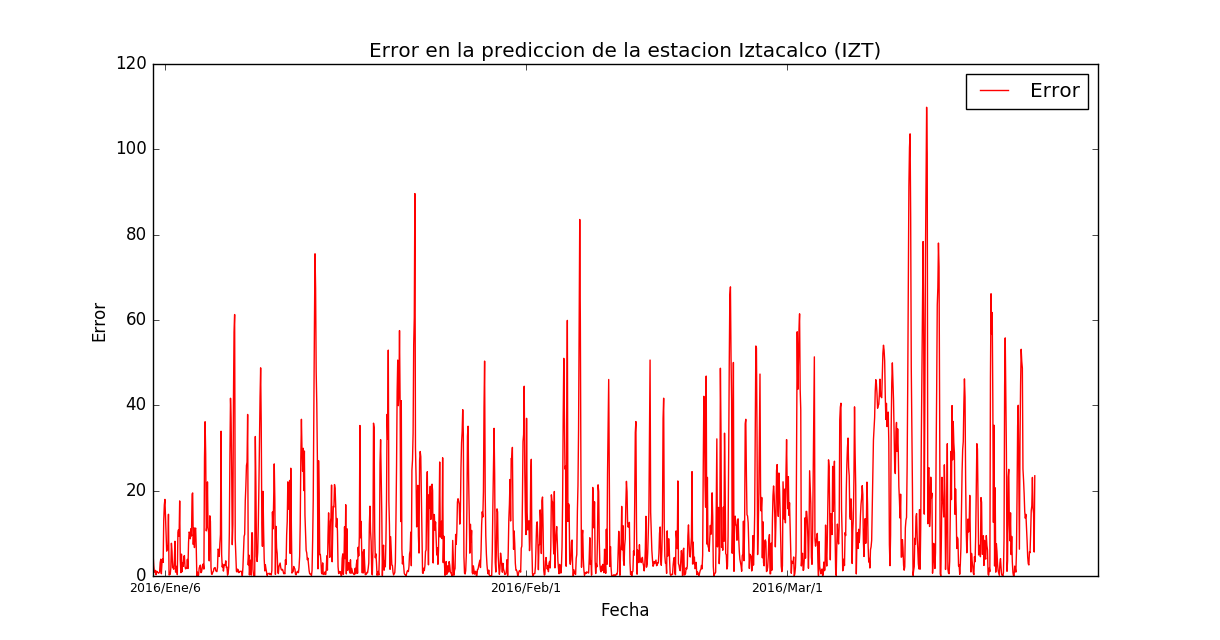 Error en la prediccion de la estacion Iztacalco (IZT)
120
100
80
60
40
20
0
Error
Error
2016/Ene/6
2016/Feb/1
2016/Mar/1
Fecha